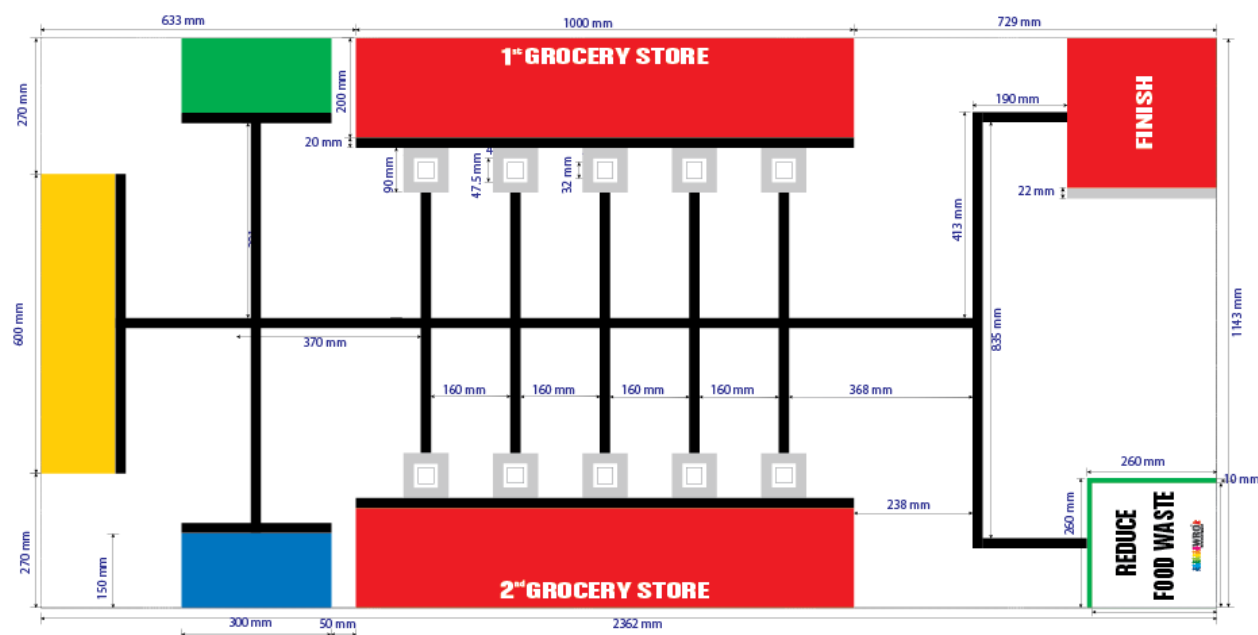 633 mm
1000 mm
729 mm
1st GROCERY STORE
FINISH
270 mm
200 mm
20 mm
190 mm
90 mm
47.5 mm
32 mm
22 mm
413 mm
600 mm
835 mm
1143 mm
370 mm
160 mm
160 mm
160 mm
160 mm
368 mm
260 mm
10 mm
238 mm
260 mm
REDUCE
FOOD WASTE
WRO
270 mm
150 mm
2nd GROCERY STORE
300 mm
50 mm
2362 mm